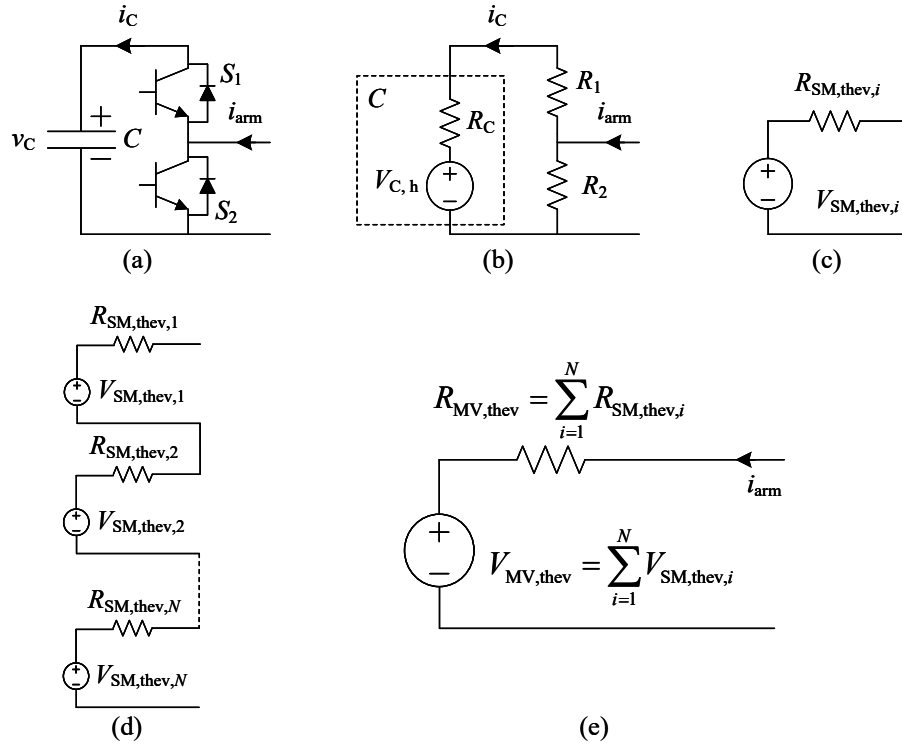 i_C
S_1
i_arm
v_C
+
−
C
S_2
(a)
i_C
C
R_C
R_1
i_arm
V_C, h
+
−
R_2
(b)
R_SM,thev,i
+
−
V_SM,thev,i
(c)
R_SM,thev,1
+
−
V_SM,thev,1
R_SM,thev,2
+
−
V_SM,thev,2
R_SM,thev,N
+
−
V_SM,thev,N
(d)
R_MV,thev = ∑_{i=1}^{N} R_SM,thev,i
i_arm
+
−
V_MV,thev = ∑_{i=1}^{N} V_SM,thev,i
(e)